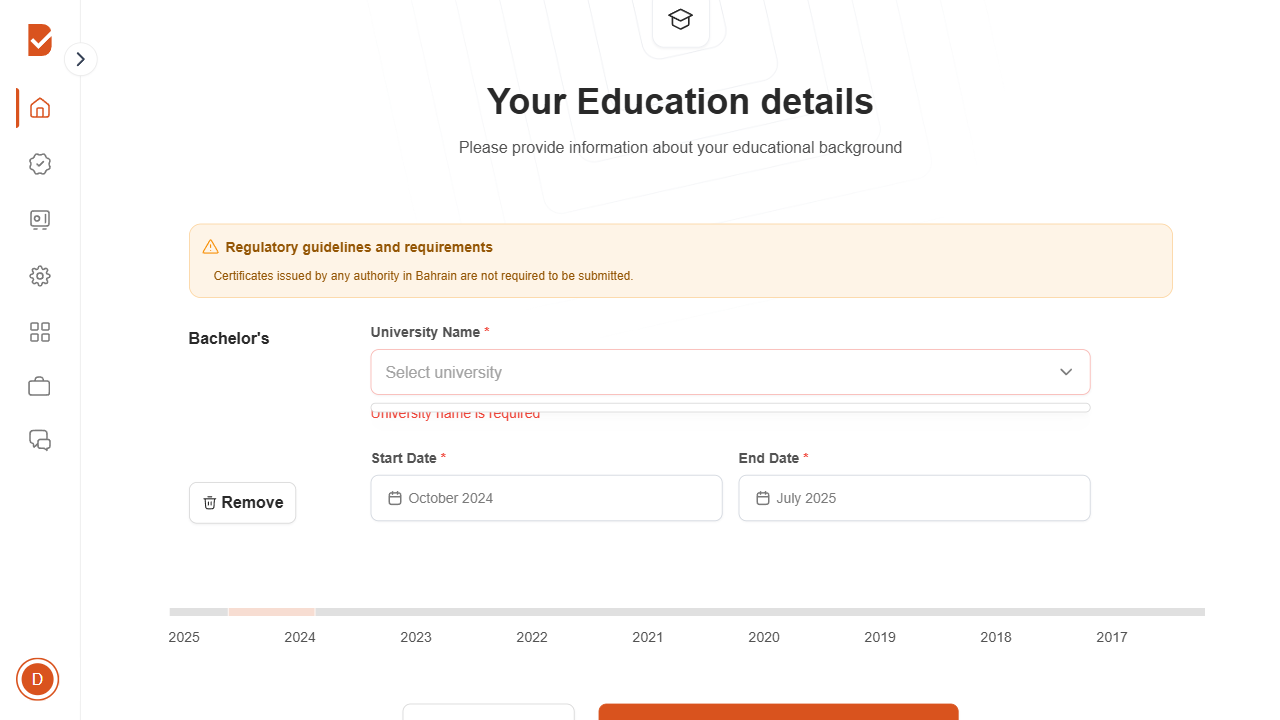 Your Education details
Please provide information about your educational background
Regulatory guidelines and requirements
Certificates issued by any authority in Bahrain are not required to be submitted.
Bachelor's
University Name *
Select university
University name is required
Start Date *
End Date *
Remove
October 2024
July 2025
2025 2024 2023 2022 2021 2020 2019 2018 2017
D